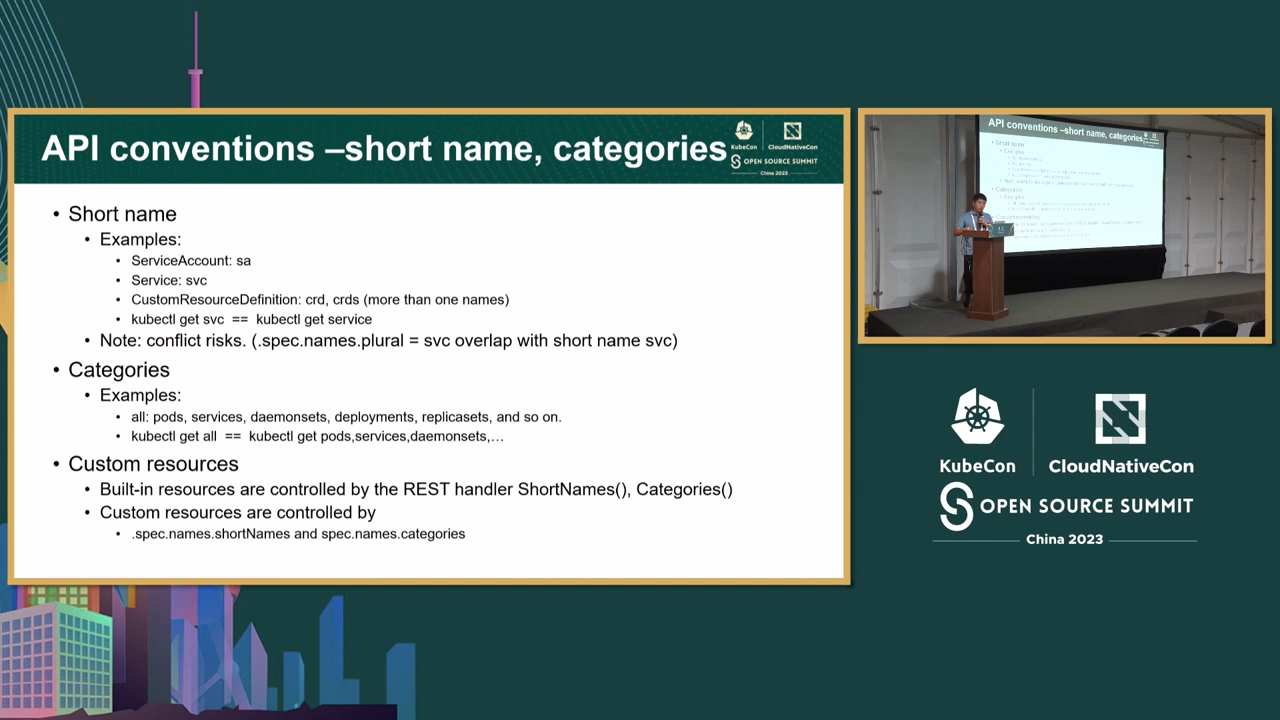 API conventions –short name, categories
KubeCon
CloudNativeCon
OPEN SOURCE SUMMIT
China 2023
• Short name
• Examples:
• ServiceAccount: sa
• Service: svc
• CustomResourceDefinition: crd, crds (more than one names)
• kubectl get svc == kubectl get service
• Note: conflict risks. (.spec.names.plural = svc overlap with short name svc)
• Categories
• Examples:
• all: pods, services, daemonsets, deployments, replicasets, and so on.
• kubectl get all == kubectl get pods,services,daemonsets,…
• Custom resources
• Built-in resources are controlled by the REST handler ShortNames(), Categories()
• Custom resources are controlled by
• .spec.names.shortNames and spec.names.categories
API conventions –short name, categories
Short name
Categories
Custom resources
KubeCon
CloudNativeCon
OPEN SOURCE SUMMIT
China 2023